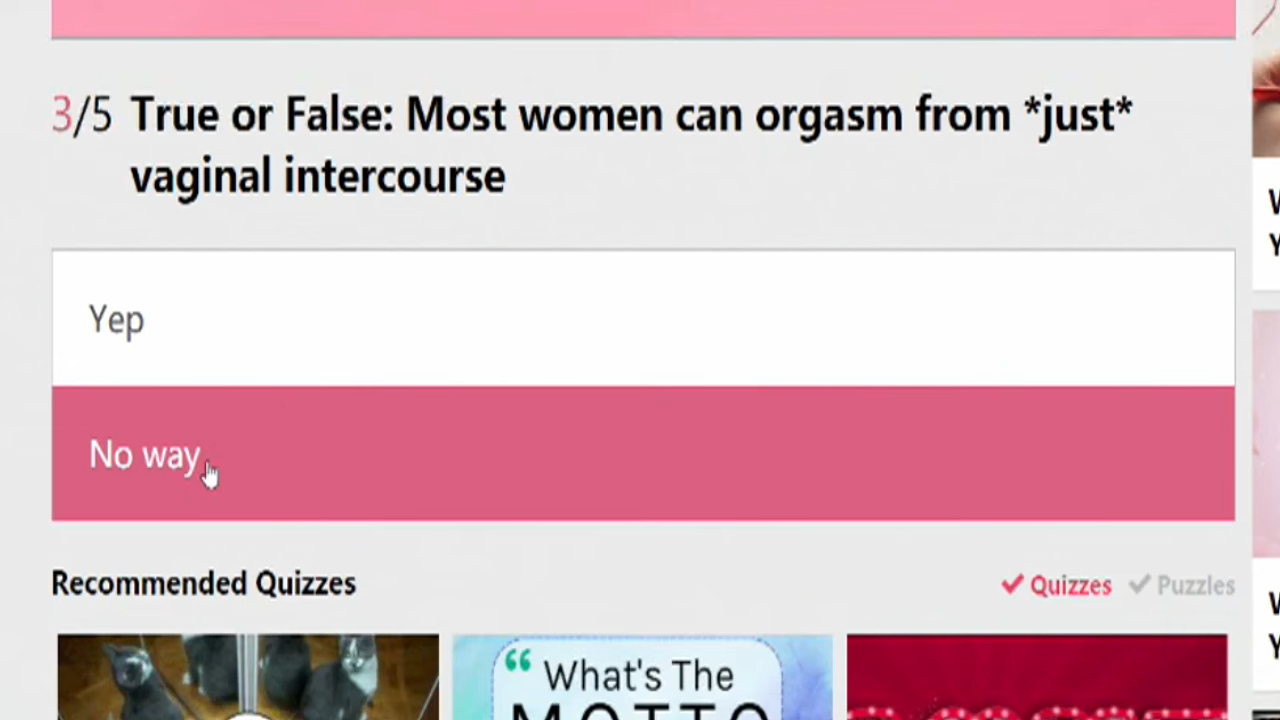 3/5 True or False: Most women can orgasm from *just*
vaginal intercourse
Yep
No way
Recommended Quizzes
Quizzes Puzzles
“ What's The
MOTTO